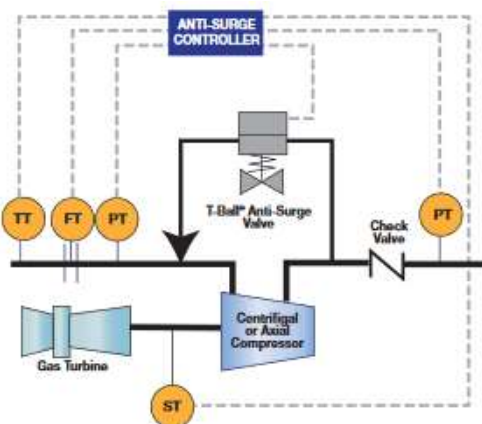 ANTI-SURGE
CONTROLLER
T-Ball® Anti-Surge
Valve
TT
FT
PT
PT
Check
Valve
Centrifigal
or Axial
Compressor
Gas Turbine
ST